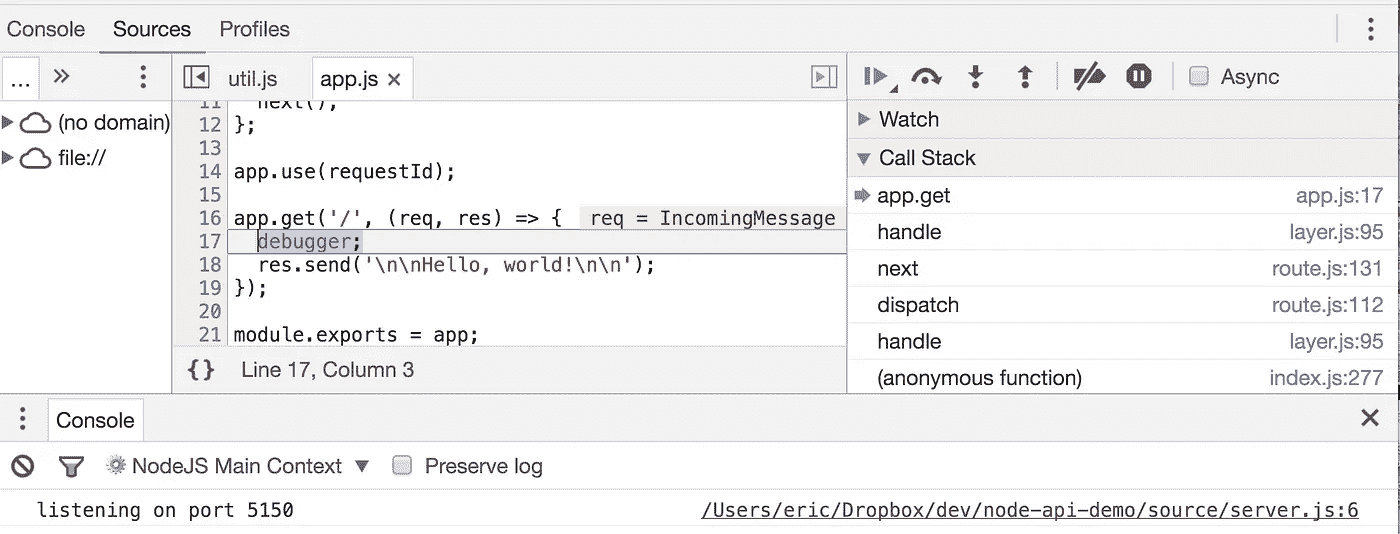 Console Sources Profiles
... » util.js app.js × Async
(no domain)
file://
11 next();
12 };
13
14 app.use(requestId);
15
16 app.get('/', (req, res) => { req = IncomingMessage
17 debugger;
18 res.send('\n\nHello, world!\n\n');
19 });
20
21 module.exports = app;
{} Line 17, Column 3
Watch
Call Stack
app.get app.js:17
handle layer.js:95
next route.js:131
dispatch route.js:112
handle layer.js:95
(anonymous function) index.js:277
Console
NodeJS Main Context Preserve log
listening on port 5150 /Users/eric/Dropbox/dev/node-api-demo/source/server.js:6